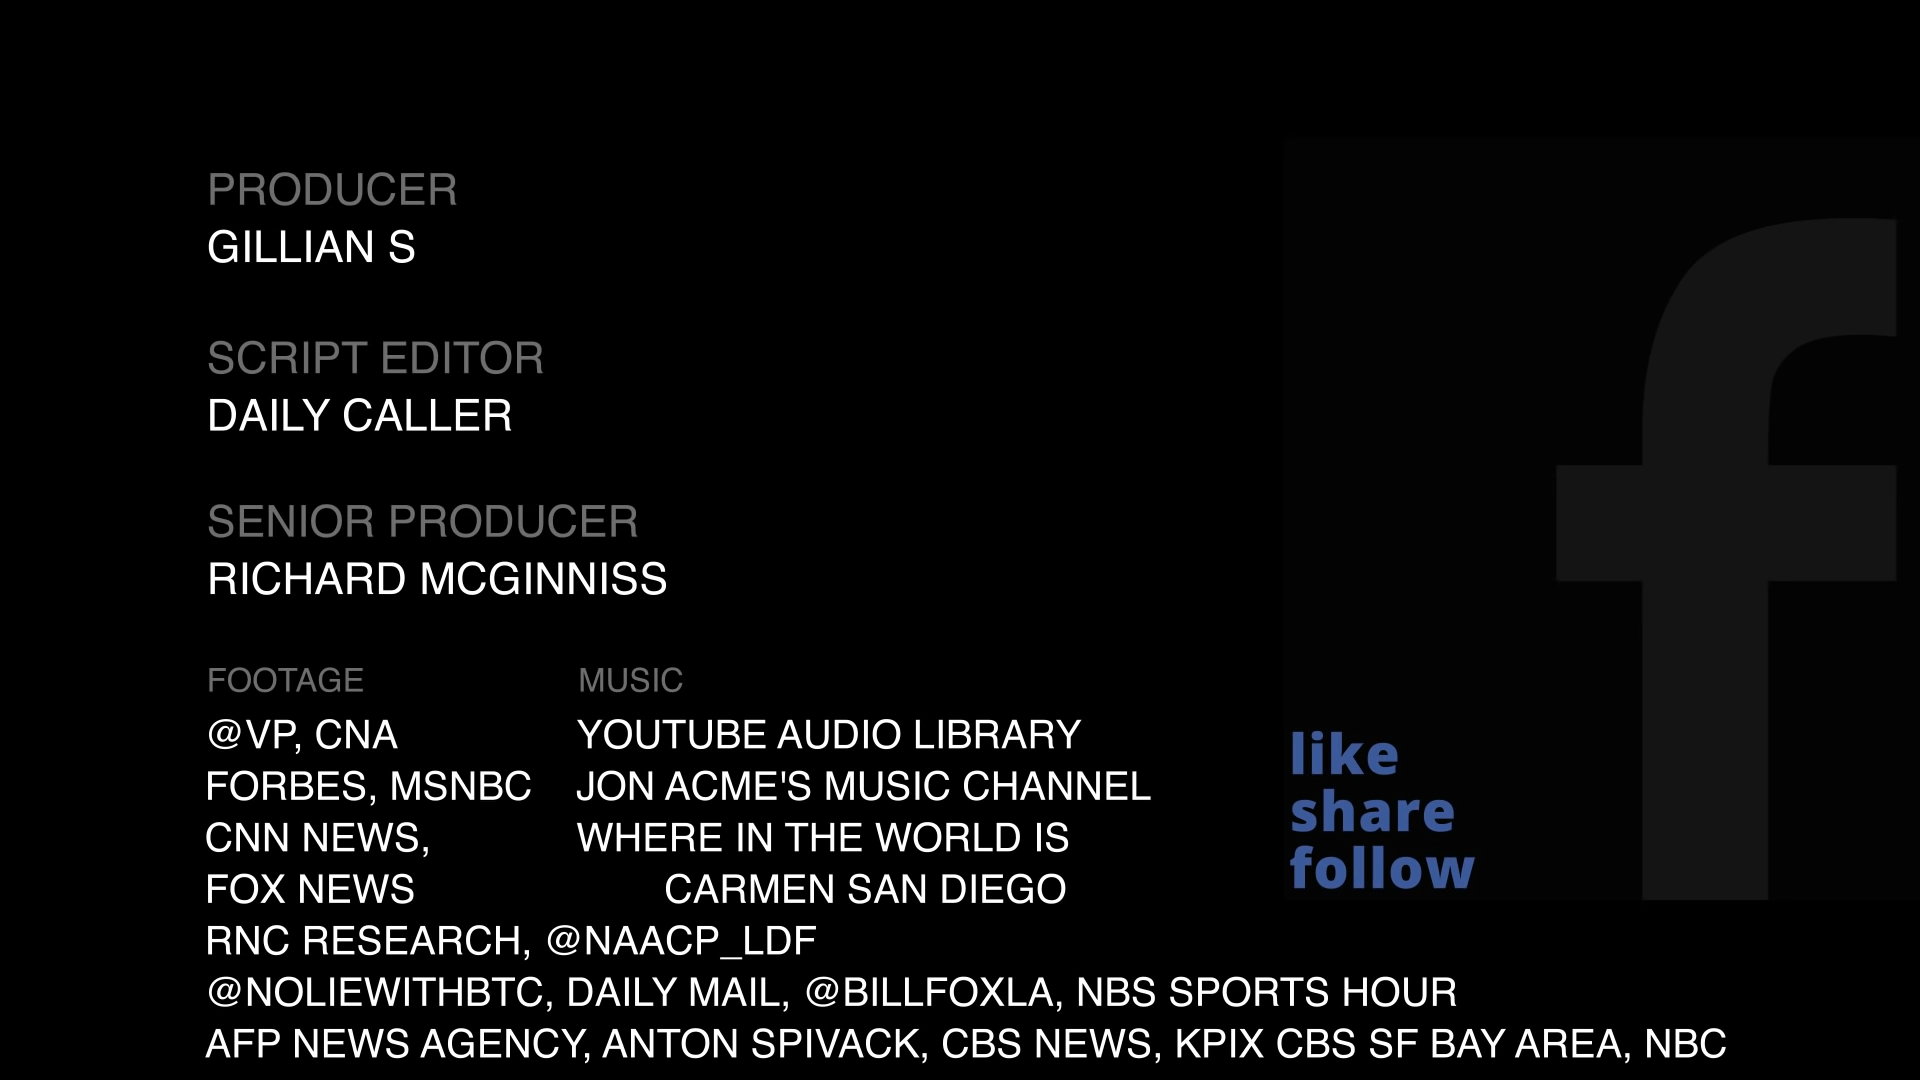 PRODUCER
GILLIAN S
SCRIPT EDITOR
DAILY CALLER
SENIOR PRODUCER
RICHARD MCGINNISS
FOOTAGE
@VP, CNA
FORBES, MSNBC
CNN NEWS,
FOX NEWS
RNC RESEARCH, @NAACP_LDF
@NOLIEWITHBTC, DAILY MAIL, @BILLFOXLA, NBS SPORTS HOUR
AFP NEWS AGENCY, ANTON SPIVACK, CBS NEWS, KPIX CBS SF BAY AREA, NBC
MUSIC
YOUTUBE AUDIO LIBRARY
JON ACME'S MUSIC CHANNEL
WHERE IN THE WORLD IS
CARMEN SAN DIEGO
like
share
follow
f